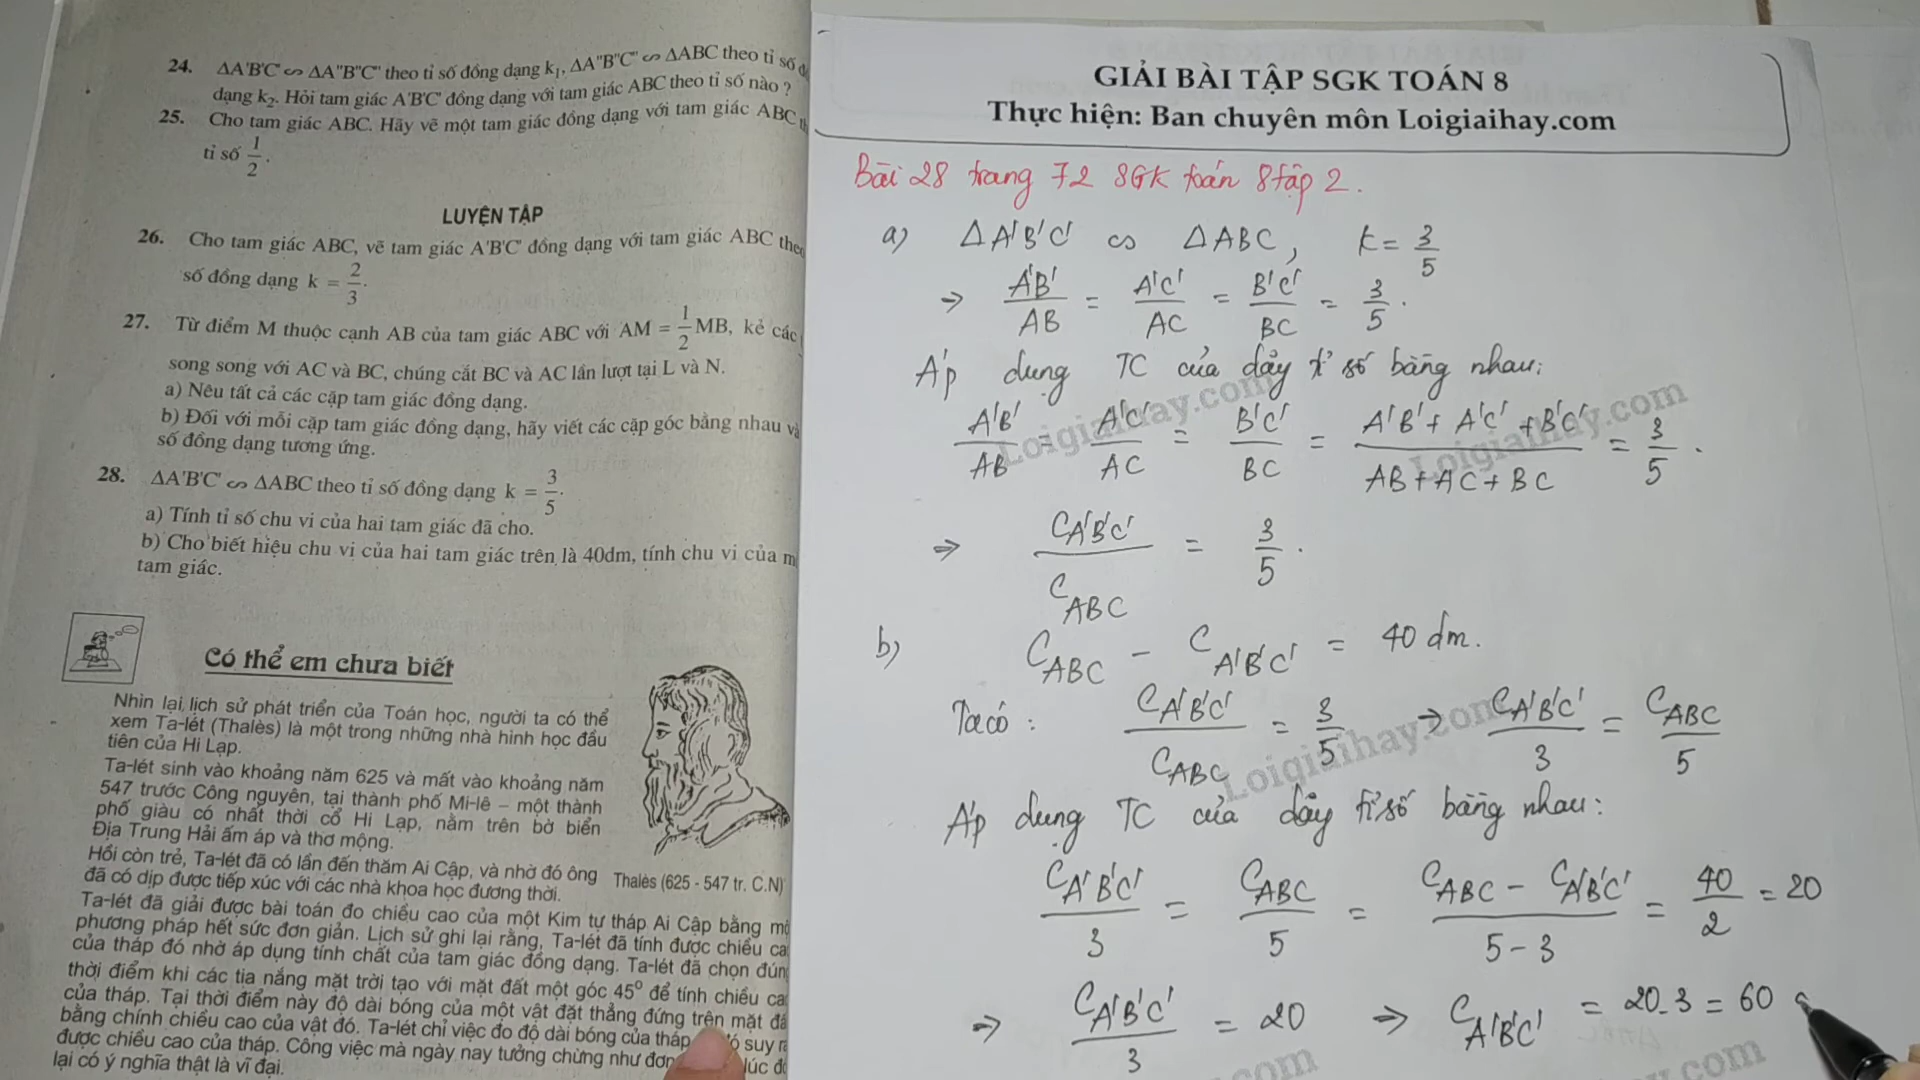 24. ΔA'B'C' ∽ ΔA"B"C" theo tỉ số đồng dạng k₁, ΔA"B"C" ∽ ΔABC theo tỉ số
dạng k₂. Hỏi tam giác A'B'C' đồng dạng với tam giác ABC theo tỉ số nào ?
25. Cho tam giác ABC. Hãy vẽ một tam giác đồng dạng với tam giác ABC
tỉ số 1/2.
LUYỆN TẬP
26. Cho tam giác ABC, vẽ tam giác A'B'C' đồng dạng với tam giác ABC theo
số đồng dạng k = 2/3.
27. Từ điểm M thuộc cạnh AB của tam giác ABC với AM = 1/2 MB, kẻ các
song song với AC và BC, chúng cắt BC và AC lần lượt tại L và N.
a) Nêu tất cả các cặp tam giác đồng dạng.
b) Đối với mỗi cặp tam giác đồng dạng, hãy viết các cặp góc bằng nhau và
số đồng dạng tương ứng.
28. ΔA'B'C' ∽ ΔABC theo tỉ số đồng dạng k = 3/5.
a) Tính tỉ số chu vi của hai tam giác đã cho.
b) Cho biết hiệu chu vi của hai tam giác trên là 40dm, tính chu vi của
tam giác.
Có thể em chưa biết
Nhìn lại lịch sử phát triển của Toán học, người ta có thể
xem Ta-lét (Thalès) là một trong những nhà hình học đầu
tiên của Hi Lạp.
Ta-lét sinh vào khoảng năm 625 và mất vào khoảng năm
547 trước Công nguyên, tại thành phố Mi-lê – một thành
phố giàu có nhất thời cổ Hi Lạp, nằm trên bờ biển
Địa Trung Hải ấm áp và thơ mộng.
Hồi còn trẻ, Ta-lét đã có lần đến thăm Ai Cập, và nhờ đó ông
đã có dịp được tiếp xúc với các nhà khoa học đương thời.
Thalès (625 - 547 tr. C.N)
Ta-lét đã giải được bài toán đo chiều cao của một Kim tự tháp Ai Cập bằng
phương pháp hết sức đơn giản. Lịch sử ghi lại rằng, Ta-lét đã tính được chiều
của tháp đó nhờ áp dụng tính chất của tam giác đồng dạng. Ta-lét đã chọn
thời điểm khi các tia nắng mặt trời tạo với mặt đất một góc 45° để tính chiều
của tháp. Tại thời điểm này độ dài bóng của một vật đặt thẳng đứng trên mặt
bằng chính chiều cao của vật đó. Ta-lét chỉ việc đo độ dài bóng của tháp suy
được chiều cao của tháp. Công việc mà ngày nay tưởng chừng như đơn lúc
lại có ý nghĩa thật là vĩ đại.
GIẢI BÀI TẬP SGK TOÁN 8
Thực hiện: Ban chuyên môn Loigiaihay.com
Bài 28 trang 72 SGK toán 8 tập 2.
a) ΔA'B'C' ∽ ΔABC, k = 3/5
⇒ A'B'/AB = A'C'/AC = B'C'/BC = 3/5.
Áp dụng TC của dãy tỉ số bằng nhau:
A'B'/AB = A'C'/AC = B'C'/BC = (A'B' + A'C' + B'C')/(AB + AC + BC) = 3/5.
⇒ C A'B'C'/C ABC = 3/5.
b) C ABC − C A'B'C' = 40 dm.
Ta có : C A'B'C'/C ABC = 3/5 ⇒ C A'B'C'/3 = C ABC/5
Áp dụng TC của dãy tỉ số bằng nhau:
C A'B'C'/3 = C ABC/5 = (C ABC − C A'B'C')/(5 − 3) = 40/2 = 20
⇒ C A'B'C'/3 = 20 ⇒ C A'B'C' = 20.3 = 60
Loigiaihay.com
Loigiaihay.com
Loigiaihay.com